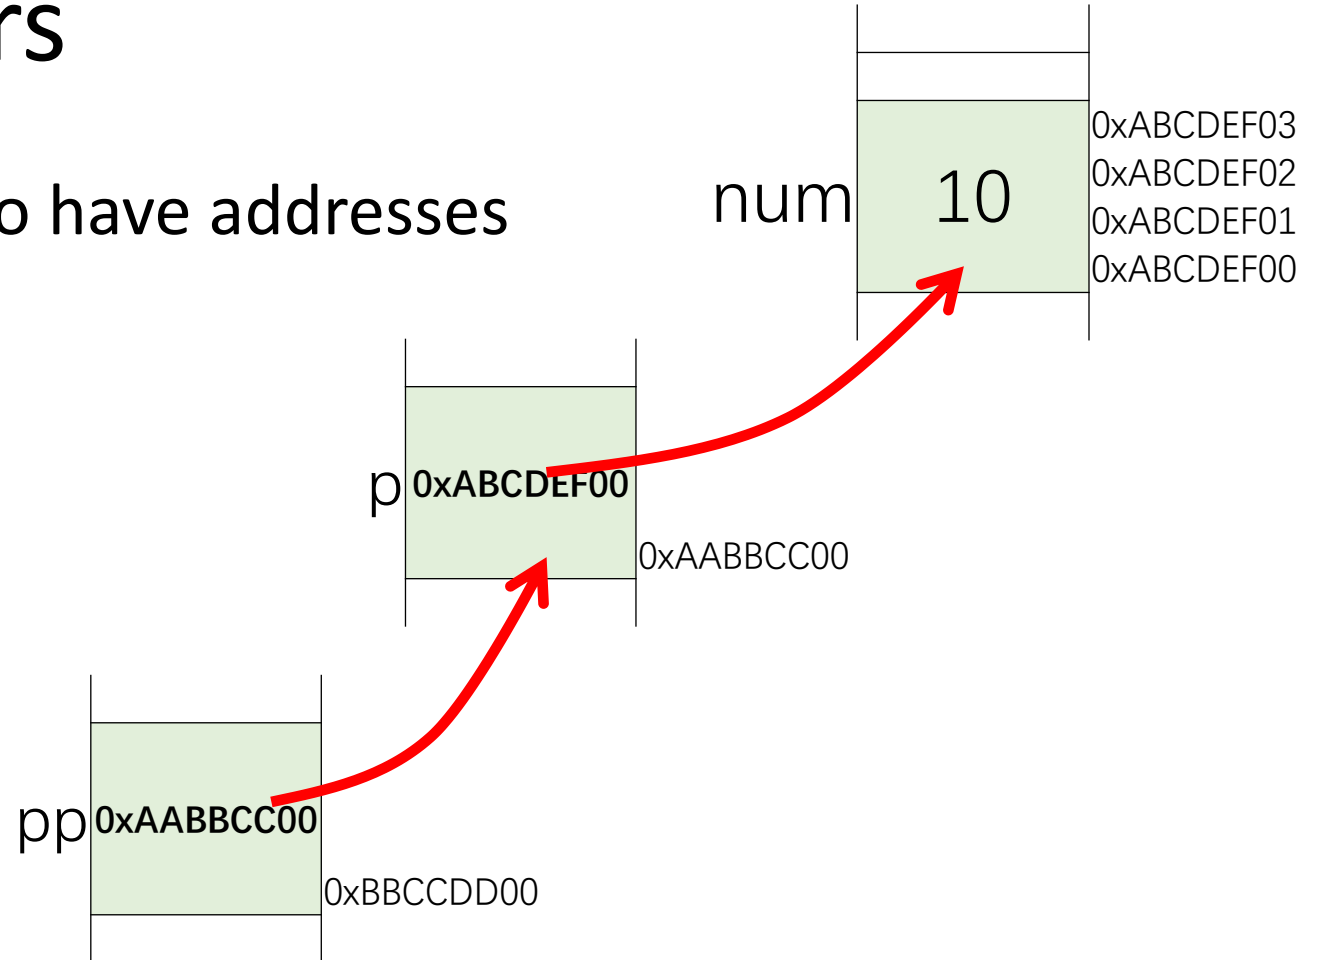 rs
o have addresses
num
10
0xABCDEF03
0xABCDEF02
0xABCDEF01
0xABCDEF00
p
0xABCDEF00
0xAABBCC00
pp
0xAABBCC00
0xBBCCDD00